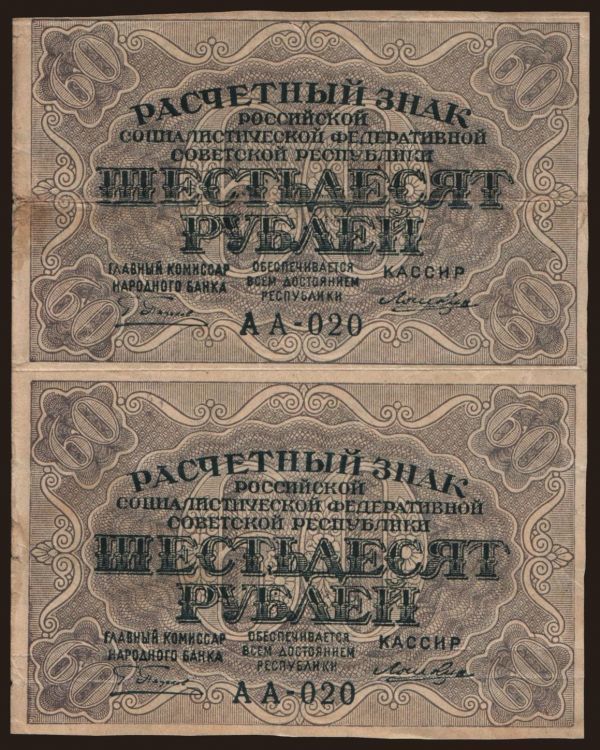 60 60
РАСЧЕТНЫЙ ЗНАК
РОССИЙСКОЙ
СОЦИАЛИСТИЧЕСКОЙ ФЕДЕРАТИВНОЙ
СОВЕТСКОЙ РЕСПУБЛИКИ
ШЕСТЬДЕСЯТ
РУБЛЕЙ
ГЛАВНЫЙ КОМИССАР
НАРОДНОГО БАНКА
ОБЕСПЕЧИВАЕТСЯ
ВСЕМ ДОСТОЯНИЕМ
РЕСПУБЛИКИ
КАССИР
60 60
АА-020
60 60
РАСЧЕТНЫЙ ЗНАК
РОССИЙСКОЙ
СОЦИАЛИСТИЧЕСКОЙ ФЕДЕРАТИВНОЙ
СОВЕТСКОЙ РЕСПУБЛИКИ
ШЕСТЬДЕСЯТ
РУБЛЕЙ
ГЛАВНЫЙ КОМИССАР
НАРОДНОГО БАНКА
ОБЕСПЕЧИВАЕТСЯ
ВСЕМ ДОСТОЯНИЕМ
РЕСПУБЛИКИ
КАССИР
60 60
АА-020